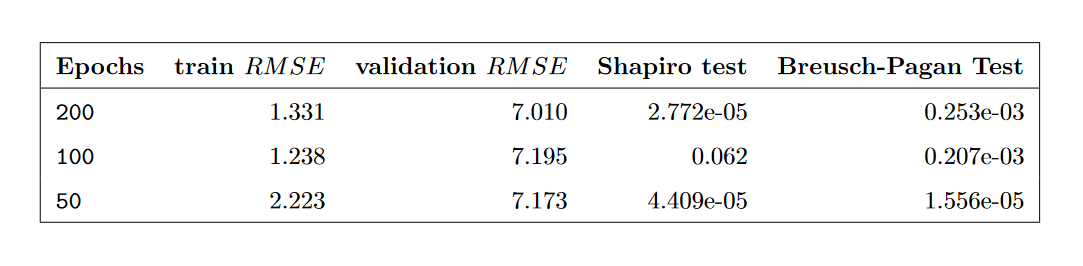 Epochs train RMSE validation RMSE Shapiro test Breusch-Pagan Test
200 1.331 7.010 2.772e-05 0.253e-03
100 1.238 7.195 0.062 0.207e-03
50 2.223 7.173 4.409e-05 1.556e-05